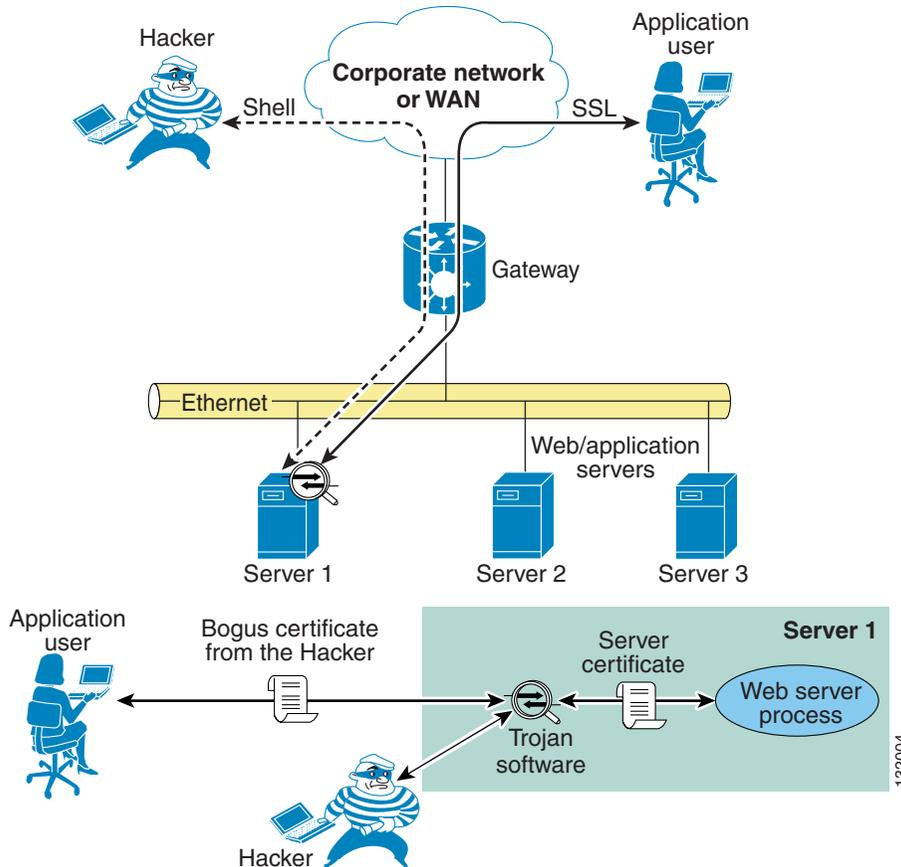 Hacker
Application
user
Corporate network
or WAN
Shell
SSL
Gateway
Ethernet
Web/application
servers
Server 1
Server 2
Server 3
Application
user
Bogus certificate
from the Hacker
Server
certificate
Server 1
Web server
process
Trojan
software
Hacker